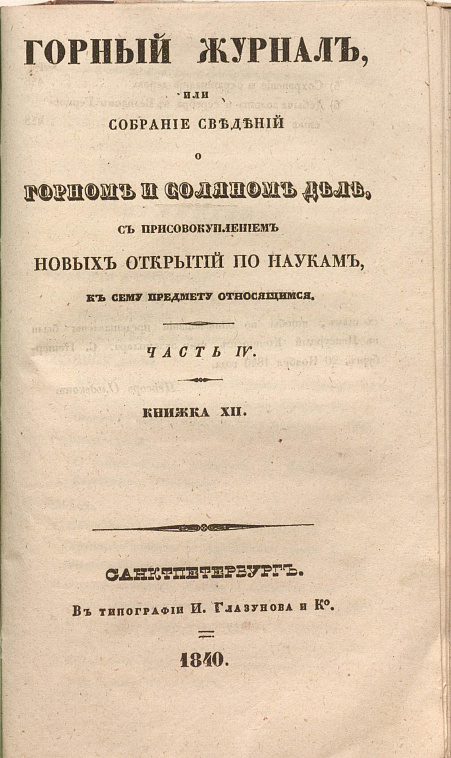 ГОРНЫЙ ЖУРНАЛЪ,
ИЛИ
СОБРАНІЕ СВѢДѢНІЙ
О
ГОРНОМЪ И СОЛЯНОМЪ ДѢЛѢ,
СЪ ПРИСОВОКУПЛЕНІЕМЪ
НОВЫХЪ ОТКРЫТІЙ ПО НАУКАМЪ,
КЪ СЕМУ ПРЕДМЕТУ ОТНОСЯЩИМСЯ.
ЧАСТЬ IV.
КНИЖКА XII.
САНКТПЕТЕРБУРГЪ.
Въ типографіи И. Глазунова и Ко.
1840.